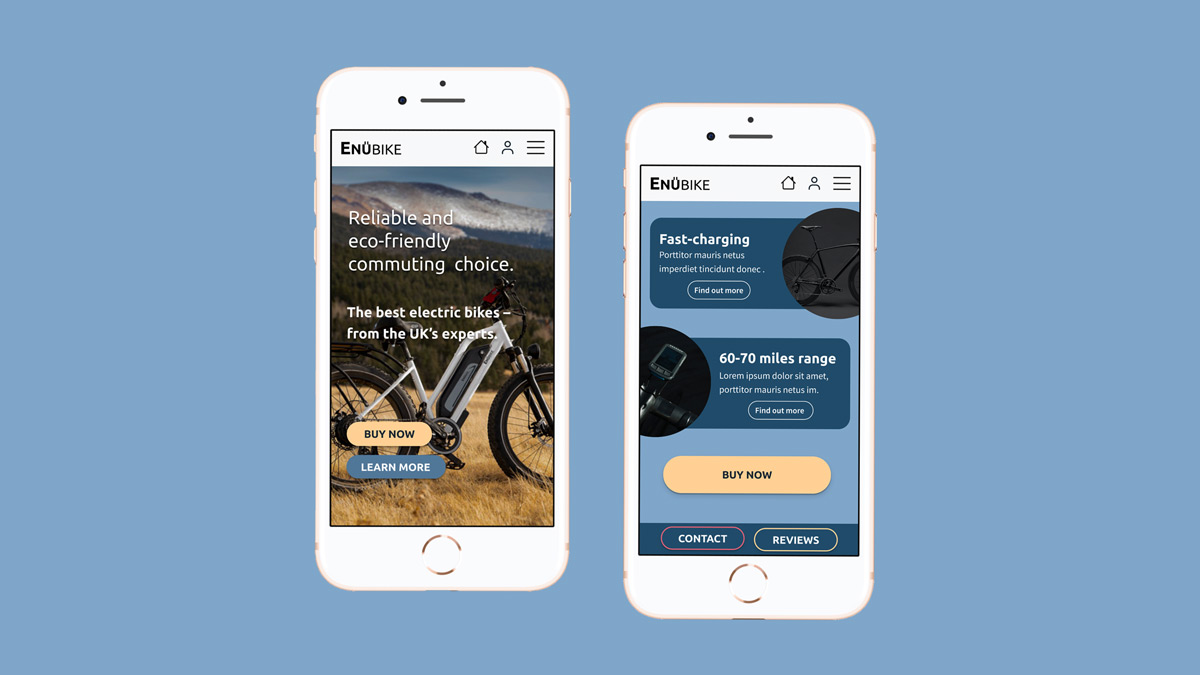 ENÜBIKE
Reliable and
eco-friendly
commuting choice.
The best electric bikes –
from the UK's experts.
BUY NOW
LEARN MORE
ENÜBIKE
Fast-charging
Porttitor mauris netus
imperdiet tincidunt donec .
Find out more
60-70 miles range
Lorem ipsum dolor sit amet,
porttitor mauris netus im.
Find out more
BUY NOW
CONTACT
REVIEWS